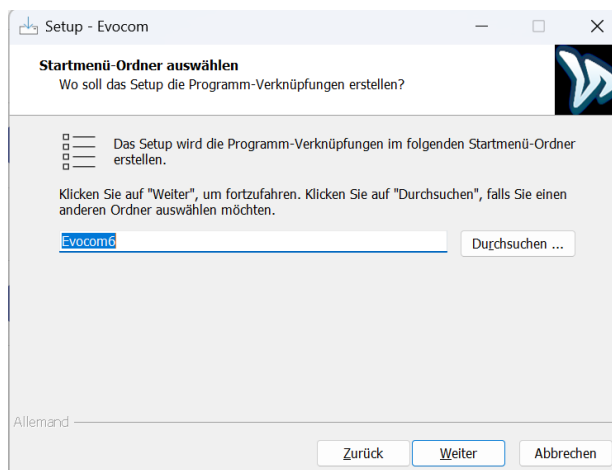 Setup - Evocom
Startmenü-Ordner auswählen
Wo soll das Setup die Programm-Verknüpfungen erstellen?
Das Setup wird die Programm-Verknüpfungen im folgenden Startmenü-Ordner
erstellen.
Klicken Sie auf "Weiter", um fortzufahren. Klicken Sie auf "Durchsuchen", falls Sie einen
anderen Ordner auswählen möchten.
Evocom6
Durchsuchen ...
Allemand
Zurück
Weiter
Abbrechen